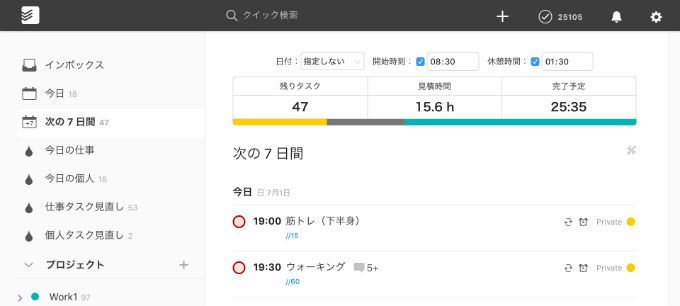 クイック検索
25105
インボックス
今日 18
+7 次の7日間 47
今日の仕事
今日の個人 18
仕事タスク見直し 53
個人タスク見直し 2
プロジェクト
Work1 97
日付： 指定しない 開始時刻： 08:30 休憩時間： 01:30
残りタスク 見積時間 完了予定
47 15.6 h 25:35
次の7日間
今日 日 7月1日
19:00 筋トレ（下半身） Private
//15
19:30 ウォーキング 5+ Private
//60